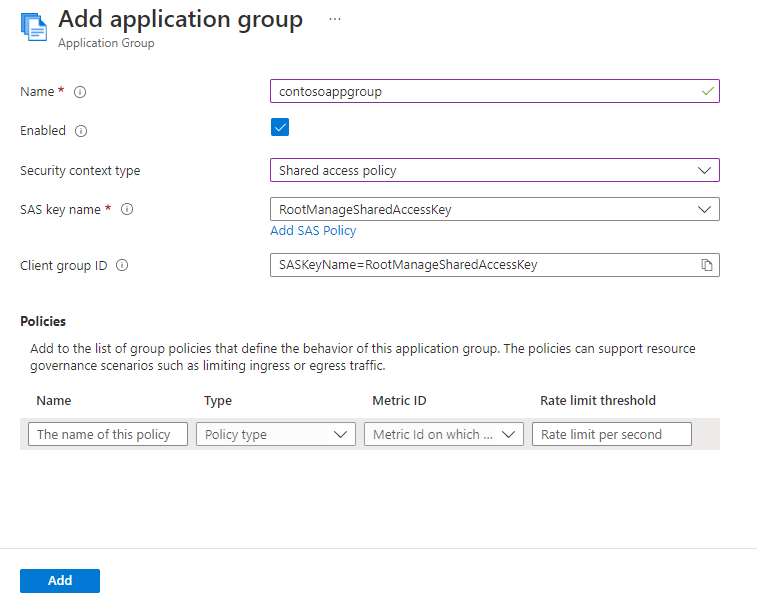 Add application group ...
Application Group
Name *
contosoappgroup
Enabled
Security context type
Shared access policy
SAS key name *
RootManageSharedAccessKey
Add SAS Policy
Client group ID
SASKeyName=RootManageSharedAccessKey
Policies
Add to the list of group policies that define the behavior of this application group. The policies can support resource
governance scenarios such as limiting ingress or egress traffic.
Name Type Metric ID Rate limit threshold
The name of this policy Policy type Metric Id on which ... Rate limit per second
Add